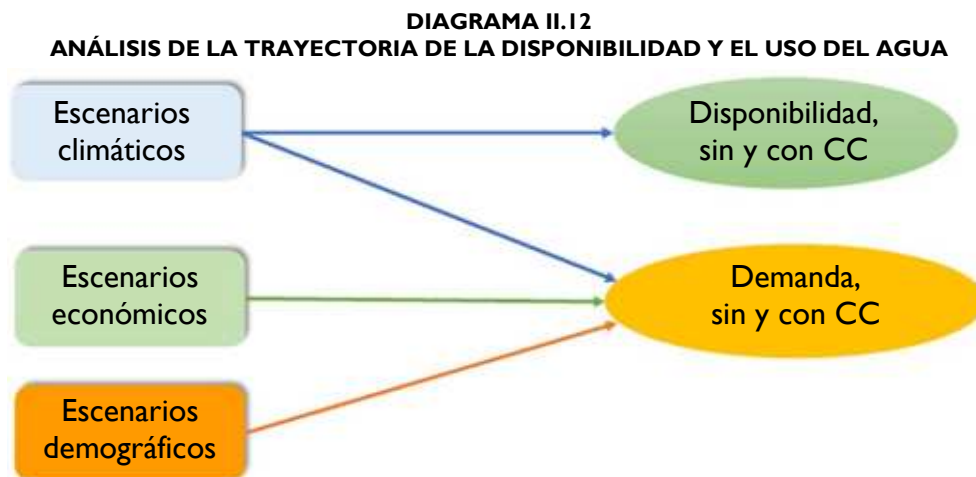 DIAGRAMA II.12
ANÁLISIS DE LA TRAYECTORIA DE LA DISPONIBILIDAD Y EL USO DEL AGUA
Escenarios
climáticos
Disponibilidad,
sin y con CC
Escenarios
económicos
Demanda,
sin y con CC
Escenarios
demográficos